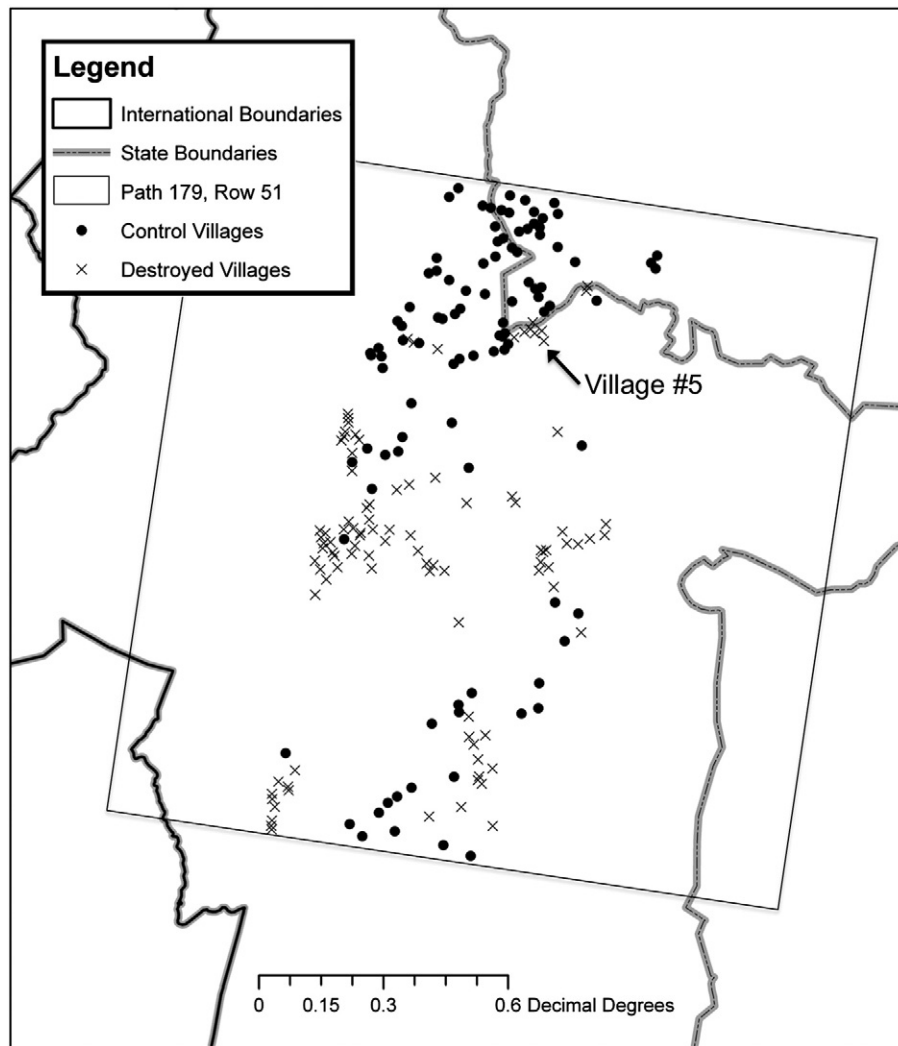 Legend
International Boundaries
State Boundaries
Path 179, Row 51
Control Villages
Destroyed Villages
Village #5
0 0.15 0.3 0.6 Decimal Degrees